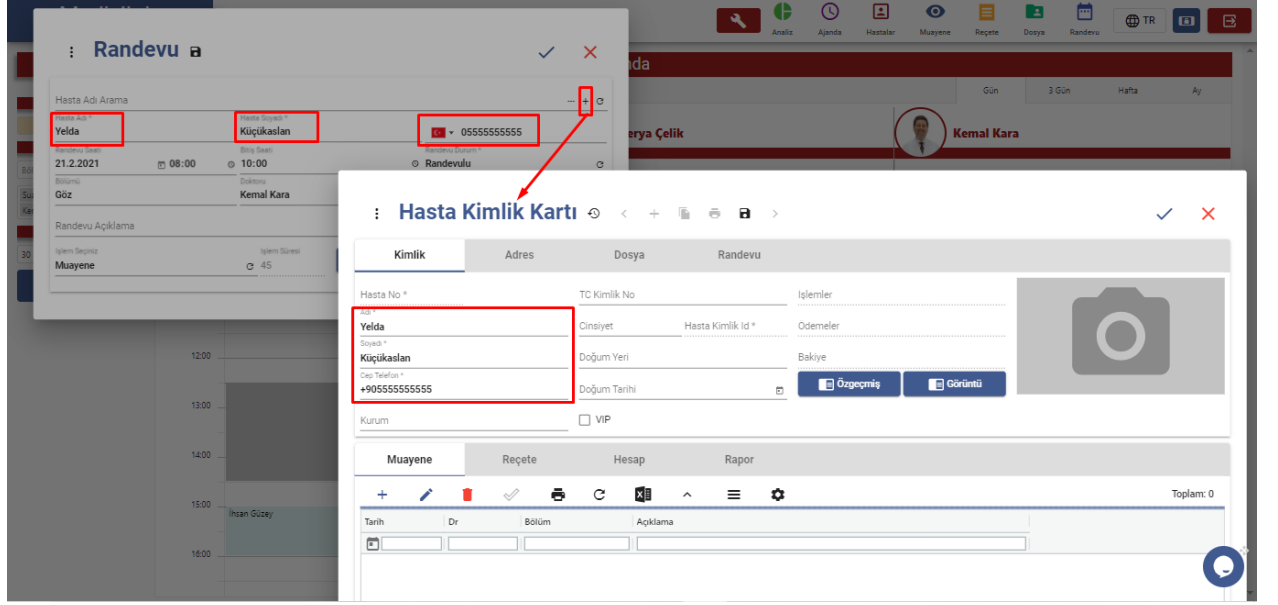 Analiz Ajanda Hastalar Muayene Reçete Dosya Randevu TR
Randevu
nda
Gün 3 Gün Hafta Ay
Hasta Adı Arama
Hasta Adı * Hasta Soyadı *
Yelda Küçükaslan 05555555555
erya Çelik Kemal Kara
Randevu Saati Bitiş Saati Randevu Durum *
21.2.2021 08:00 10:00 Randevulu
Bölümü Doktoru
Göz Kemal Kara
Randevu Açıklama
İşlem Seçiniz İşlem Süresi
Muayene 45
30
Hasta Kimlik Kartı
Kimlik Adres Dosya Randevu
Hasta No * TC Kimlik No İşlemler
Adı *
Yelda Cinsiyet Hasta Kimlik Id * Ödemeler
Soyadı *
Küçükaslan Doğum Yeri Bakiye
Cep Telefon *
+905555555555 Doğum Tarihi Özgeçmiş Görüntü
Kurum VIP
Muayene Reçete Hesap Rapor
Toplam: 0
Tarih Dr Bölüm Açıklama
12:00
13:00
14:00
15:00
İhsan Güzey
16:00